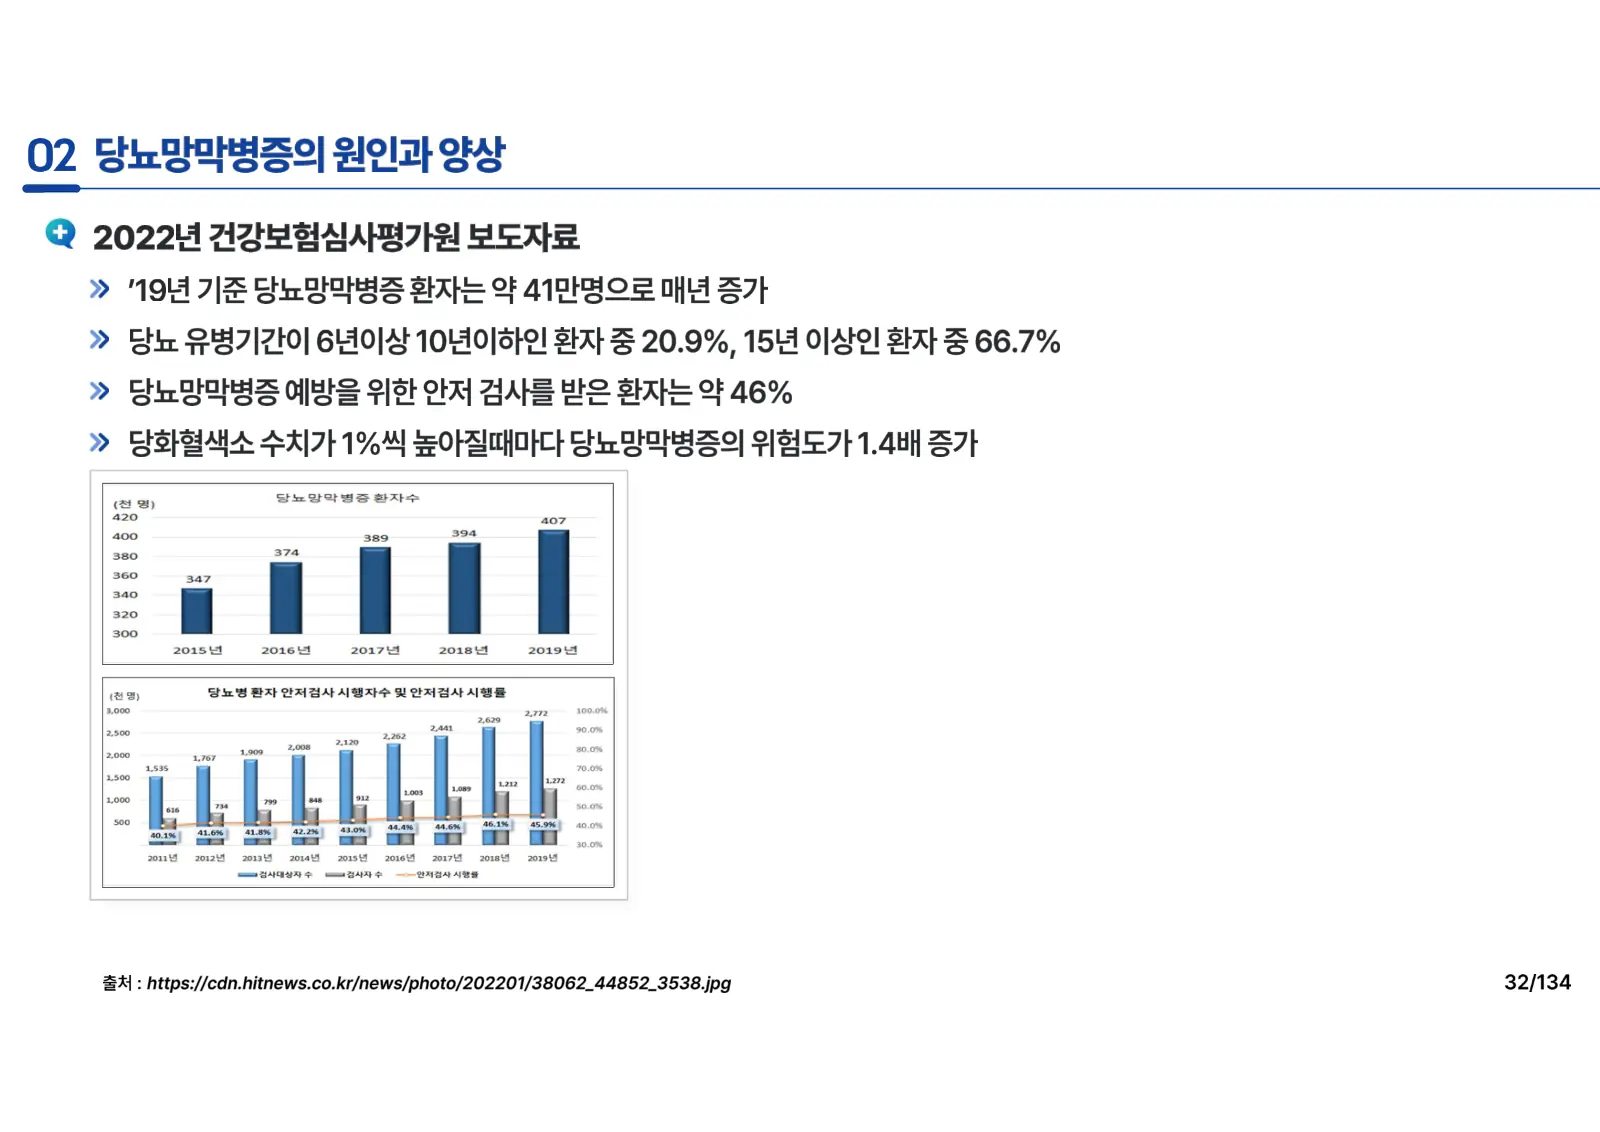 02 당뇨망막병증의 원인과 양상
2022년 건강보험심사평가원 보도자료
’19년 기준 당뇨망막병증 환자는 약 41만명으로 매년 증가
당뇨 유병기간이 6년이상 10년이하인 환자 중 20.9%, 15년 이상인 환자 중 66.7%
당뇨망막병증 예방을 위한 안저 검사를 받은 환자는 약 46%
당화혈색소 수치가 1%씩 높아질때마다 당뇨망막병증의 위험도가 1.4배 증가
당뇨망막병증 환자수
(천 명)
420
400
380
360
340
320
300
347
374
389
394
407
2015년 2016년 2017년 2018년 2019년
당뇨병 환자 안저검사 시행자수 및 안저검사 시행률
(천 명)
3,000
2,500
2,000
1,500
1,000
500
100.0%
90.0%
80.0%
70.0%
60.0%
50.0%
40.0%
30.0%
1,535 1,767 1,909 2,008 2,120 2,262 2,441 2,629 2,772
616 734 799 848 912 1,003 1,089 1,212 1,272
40.1% 41.6% 41.8% 42.2% 43.0% 44.4% 44.6% 46.1% 45.9%
2011년 2012년 2013년 2014년 2015년 2016년 2017년 2018년 2019년
검사대상자 수 검사자 수 안저검사 시행률
출처 : https://cdn.hitnews.co.kr/news/photo/202201/38062_44852_3538.jpg
32/134